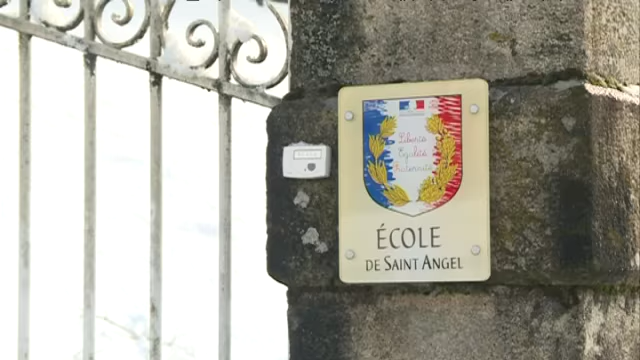 Liberté
Égalité
Fraternité
ÉCOLE
DE SAINT ANGEL